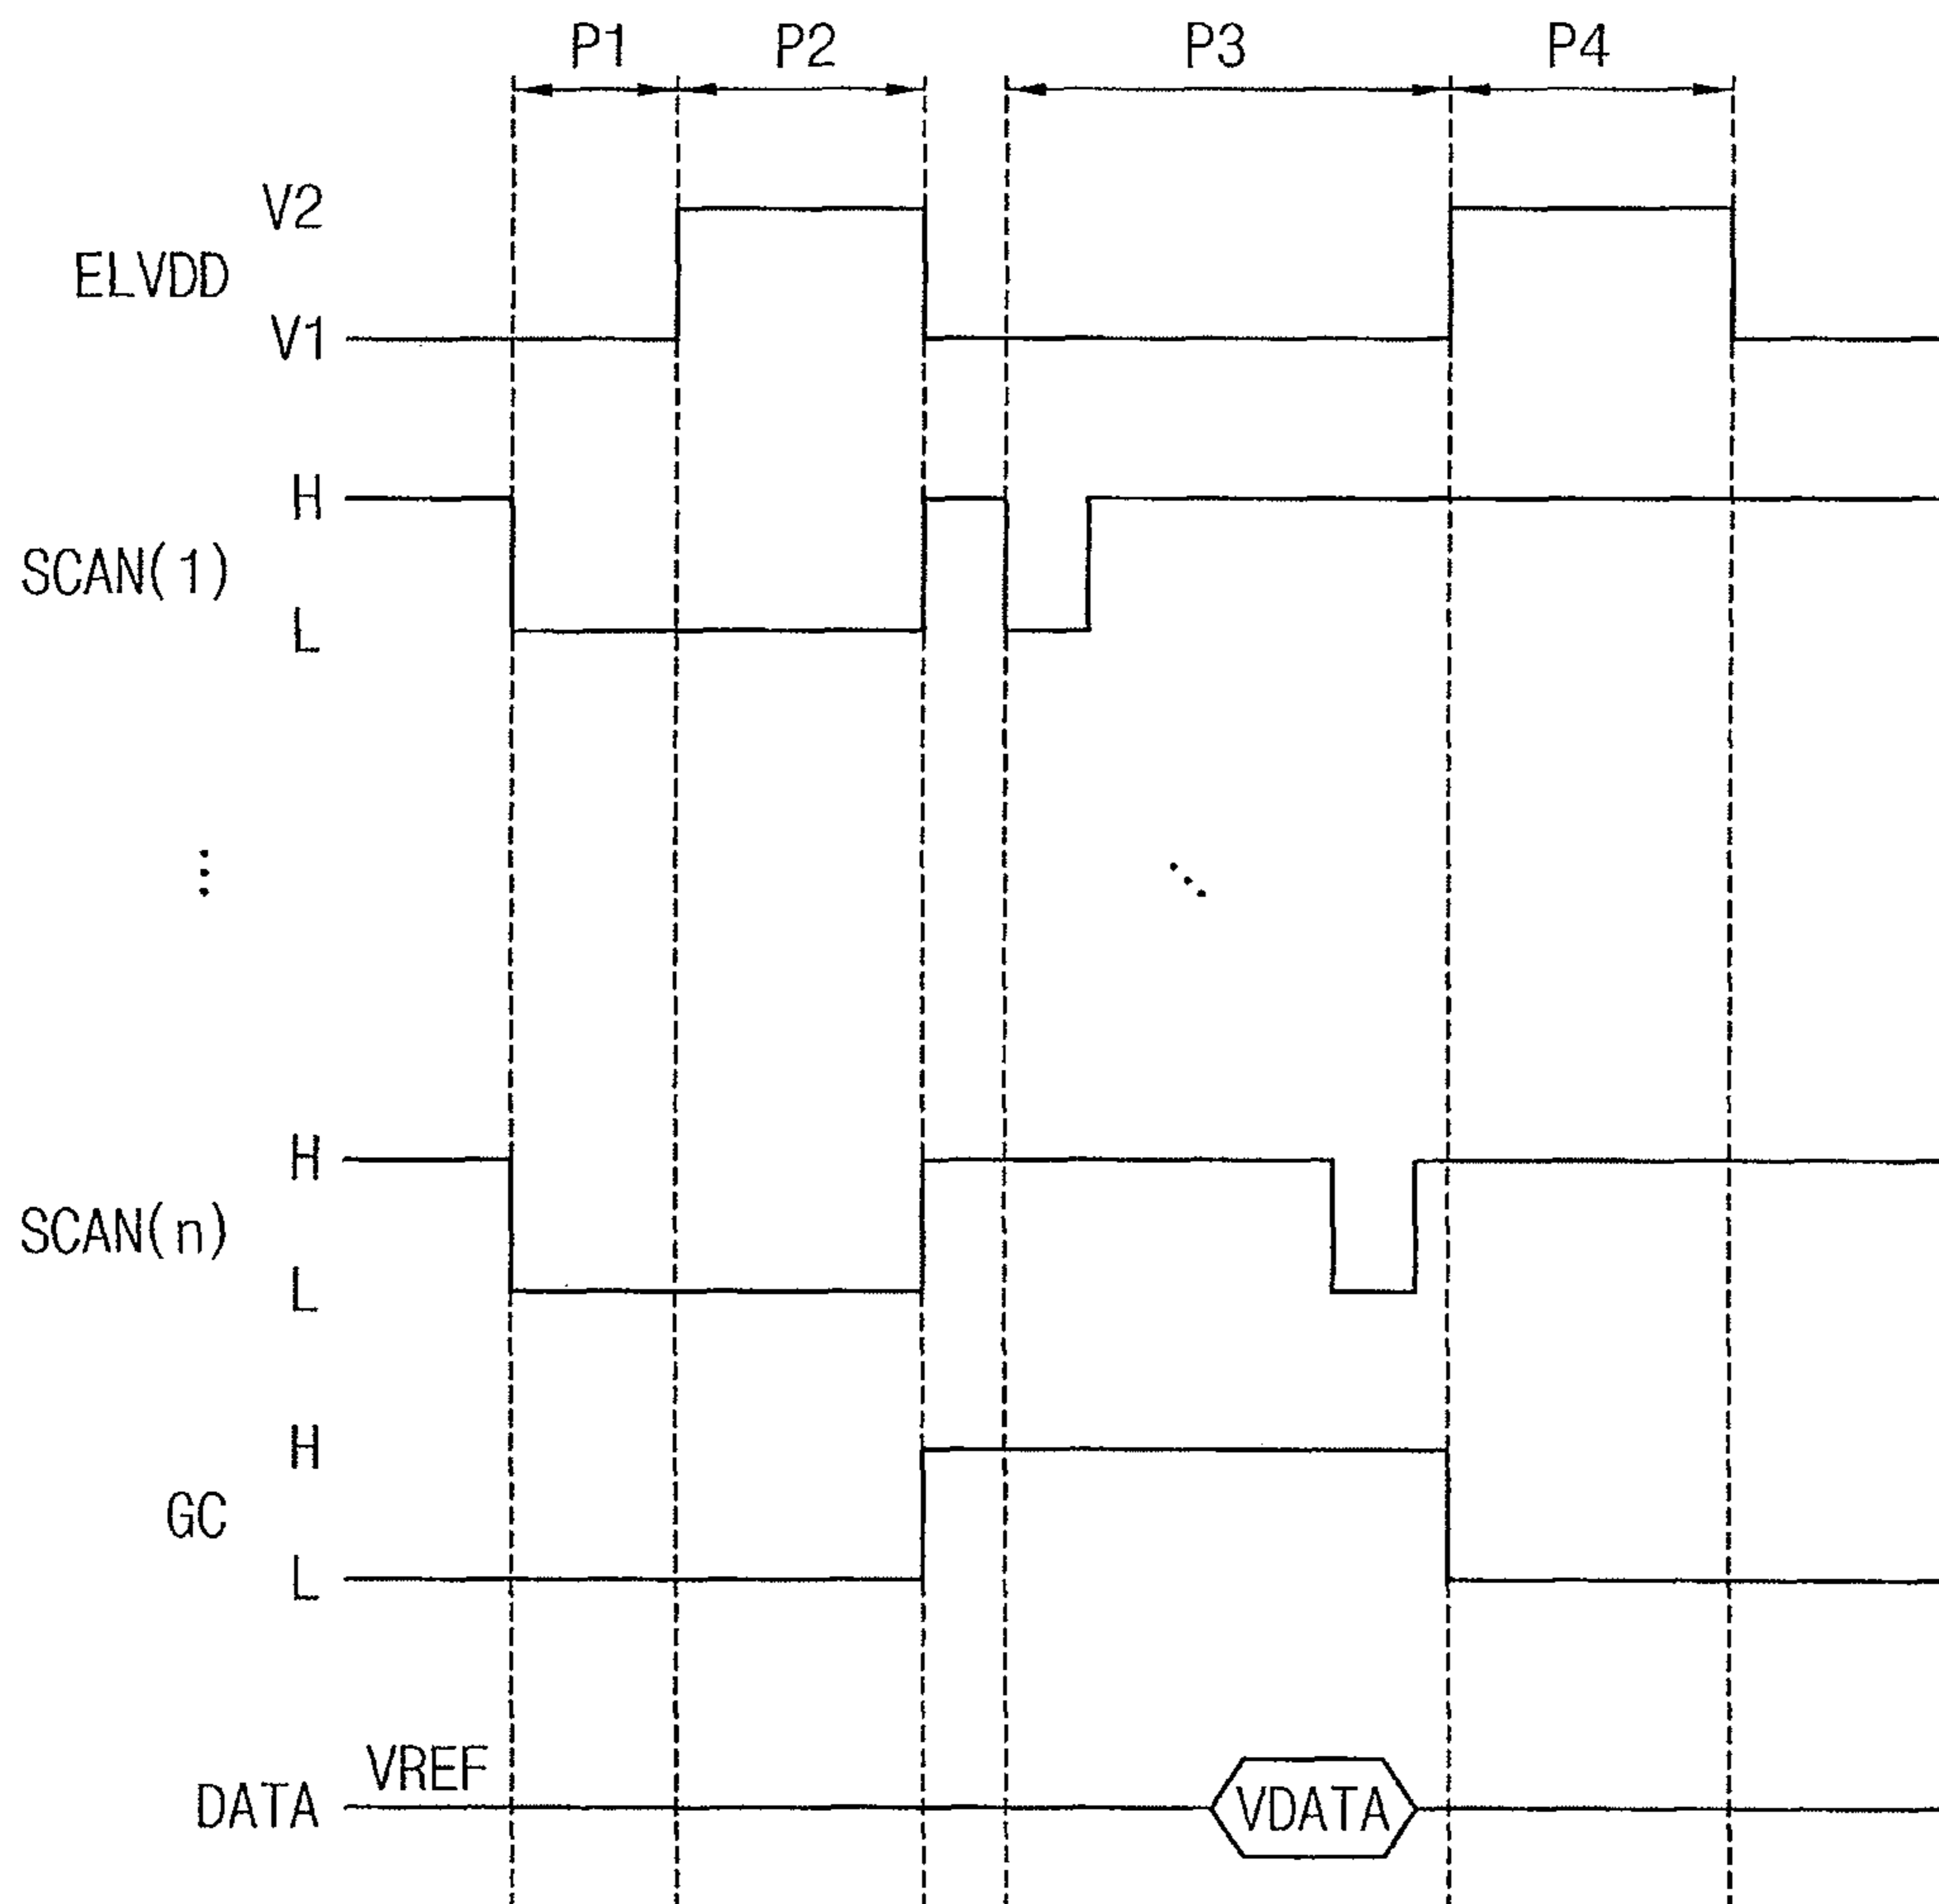 P1 P2 P3 P4
V2
ELVDD
V1
H
SCAN(1)
L
H
SCAN(n)
L
H
GC
L
VREF
DATA VDATA